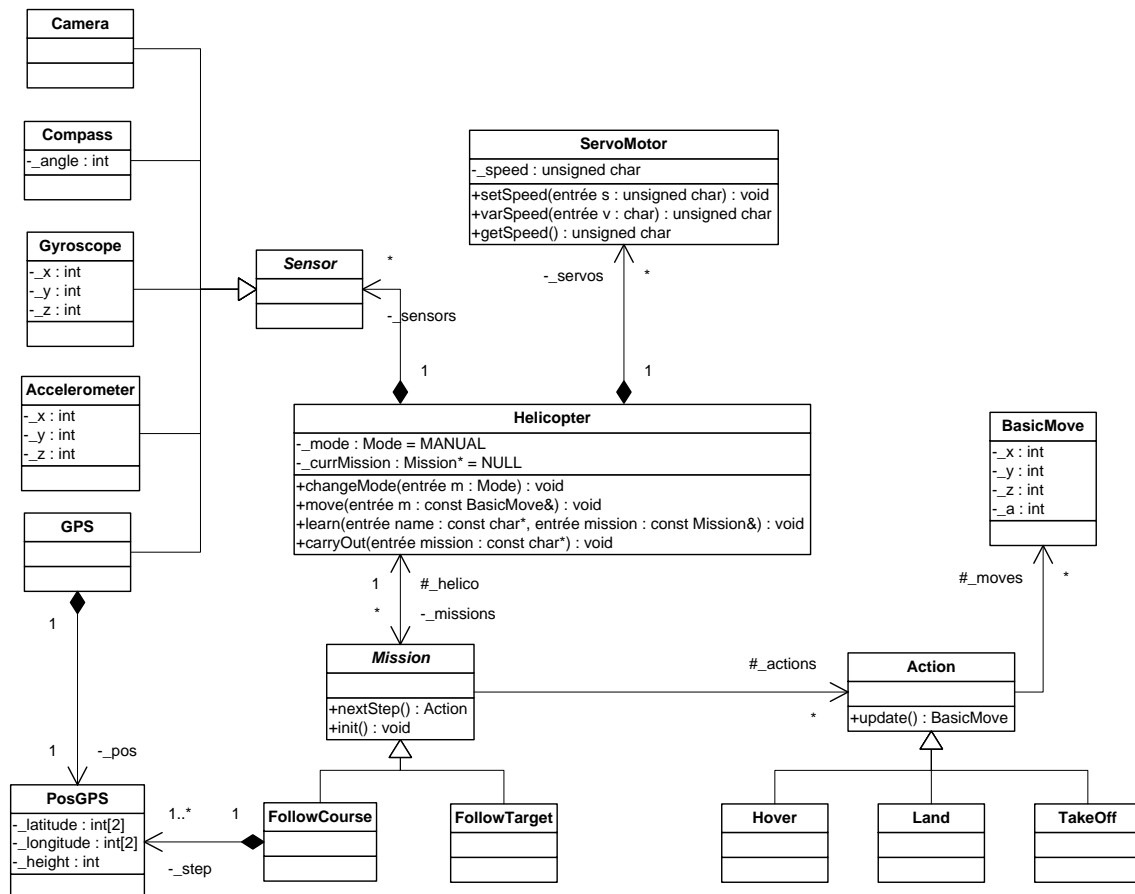 Camera
Compass
-_angle : int
ServoMotor
-_speed : unsigned char
+setSpeed(entrée s : unsigned char) : void
+varSpeed(entrée v : char) : unsigned char
+getSpeed() : unsigned char
Gyroscope
-_x : int
-_y : int
-_z : int
Sensor
*
-_sensors
1
-_servos
*
1
Accelerometer
-_x : int
-_y : int
-_z : int
Helicopter
-_mode : Mode = MANUAL
-_currMission : Mission* = NULL
+changeMode(entrée m : Mode) : void
+move(entrée m : const BasicMove&) : void
+learn(entrée name : const char*, entrée mission : const Mission&) : void
+carryOut(entrée mission : const char*) : void
BasicMove
-_x : int
-_y : int
-_z : int
-_a : int
GPS
1
1
-_pos
1
#_helico
*
-_missions
#_moves
*
Mission
+nextStep() : Action
+init() : void
#_actions
*
Action
+update() : BasicMove
PosGPS
-_latitude : int[2]
-_longitude : int[2]
-_height : int
1..*
1
-_step
FollowCourse
FollowTarget
Hover
Land
TakeOff